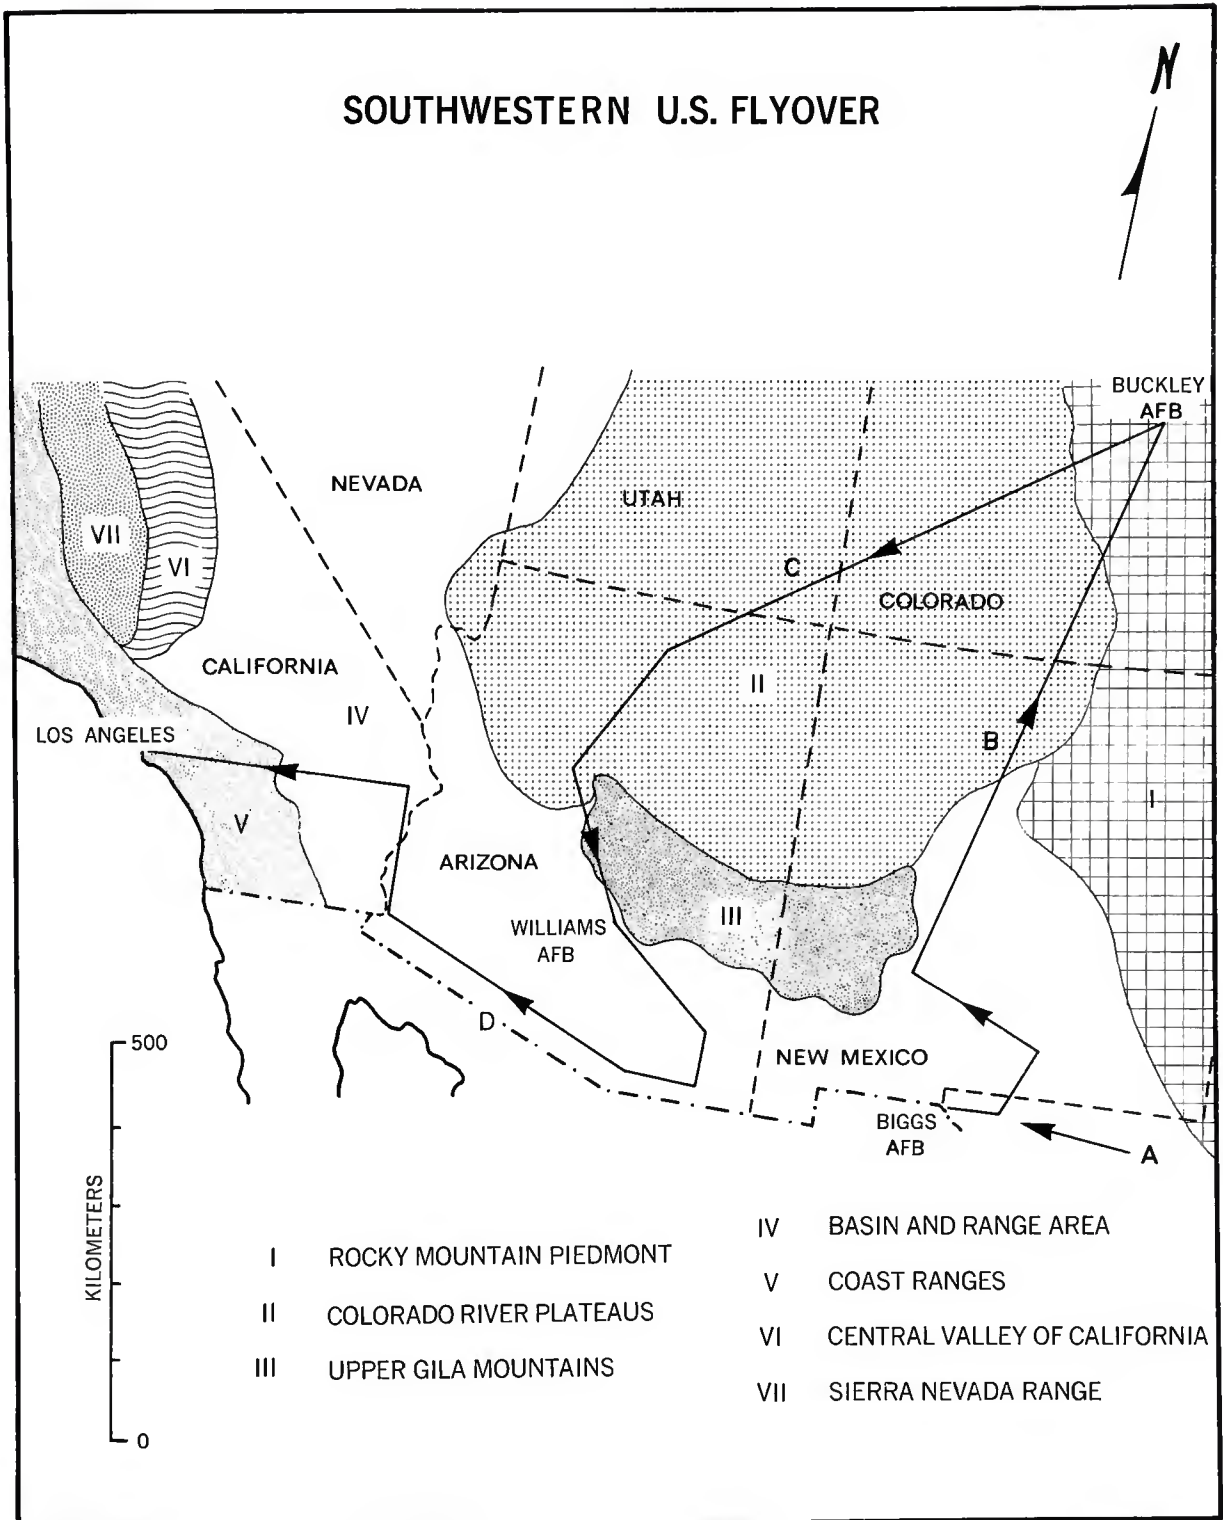 SOUTHWESTERN U.S. FLYOVER
N
BUCKLEY
AFB
NEVADA
UTAH
VII
VI
C
COLORADO
CALIFORNIA
II
IV
LOS ANGELES
B
I
V
ARIZONA
III
WILLIAMS
AFB
D
500
NEW MEXICO
BIGGS
AFB
A
KILOMETERS
0
I ROCKY MOUNTAIN PIEDMONT
II COLORADO RIVER PLATEAUS
III UPPER GILA MOUNTAINS
IV BASIN AND RANGE AREA
V COAST RANGES
VI CENTRAL VALLEY OF CALIFORNIA
VII SIERRA NEVADA RANGE